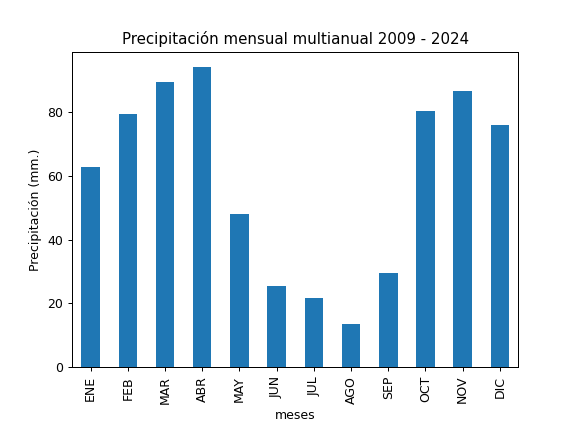 Precipitación mensual multianual 2009 - 2024
Precipitación (mm.)
80
60
40
20
0
ENE
FEB
MAR
ABR
MAY
JUN
JUL
AGO
SEP
OCT
NOV
DIC
meses